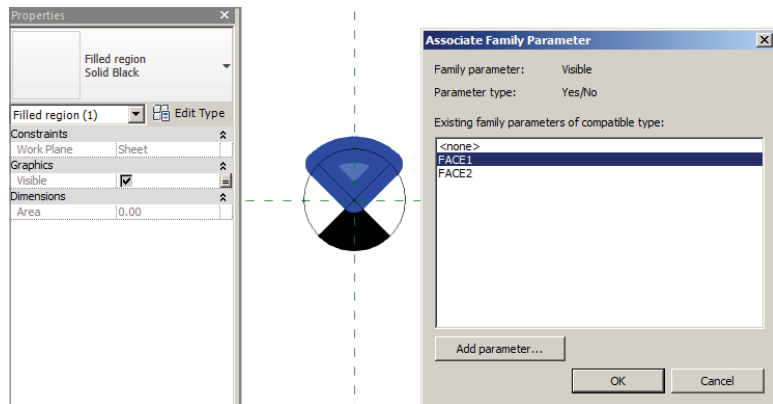 Properties
Filled region
Solid Black
Filled region (1)
Edit Type
Constraints
Work Plane Sheet
Graphics
Visible
Dimensions
Area 0.00
Associate Family Parameter
Family parameter: Visible
Parameter type: Yes/No
Existing family parameters of compatible type:
<none>
FACE1
FACE2
Add parameter...
OK Cancel